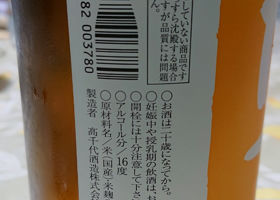 していない商品です
すら沈殿する場合
すが品質には問題
○お酒は二十歳になってから。
○妊娠中や授乳期の飲酒は、お
○開栓には十分注意して下さ
○アルコール分/16度
○原材料名/米(国産)・米麹
製造者 高千代酒造株式会
82 003780